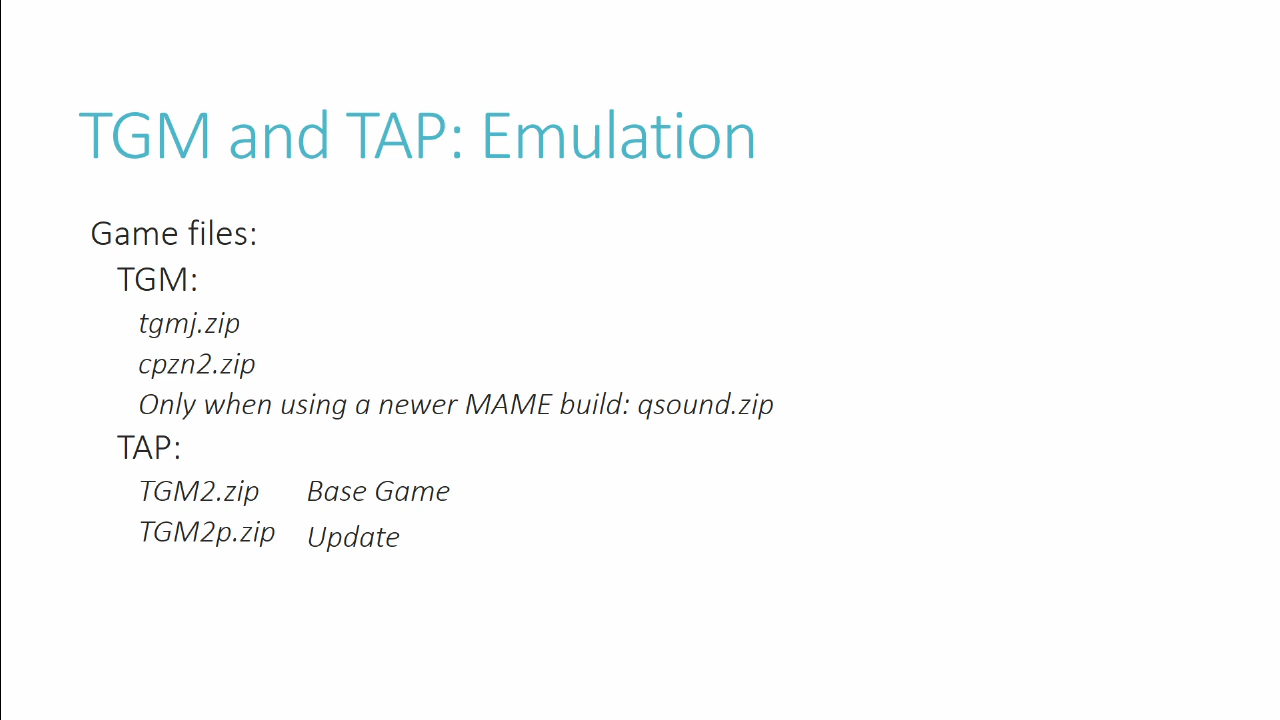 TGM and TAP: Emulation
Game files:
TGM:
tgmj.zip
cpzn2.zip
Only when using a newer MAME build: qsound.zip
TAP:
TGM2.zip Base Game
TGM2p.zip Update